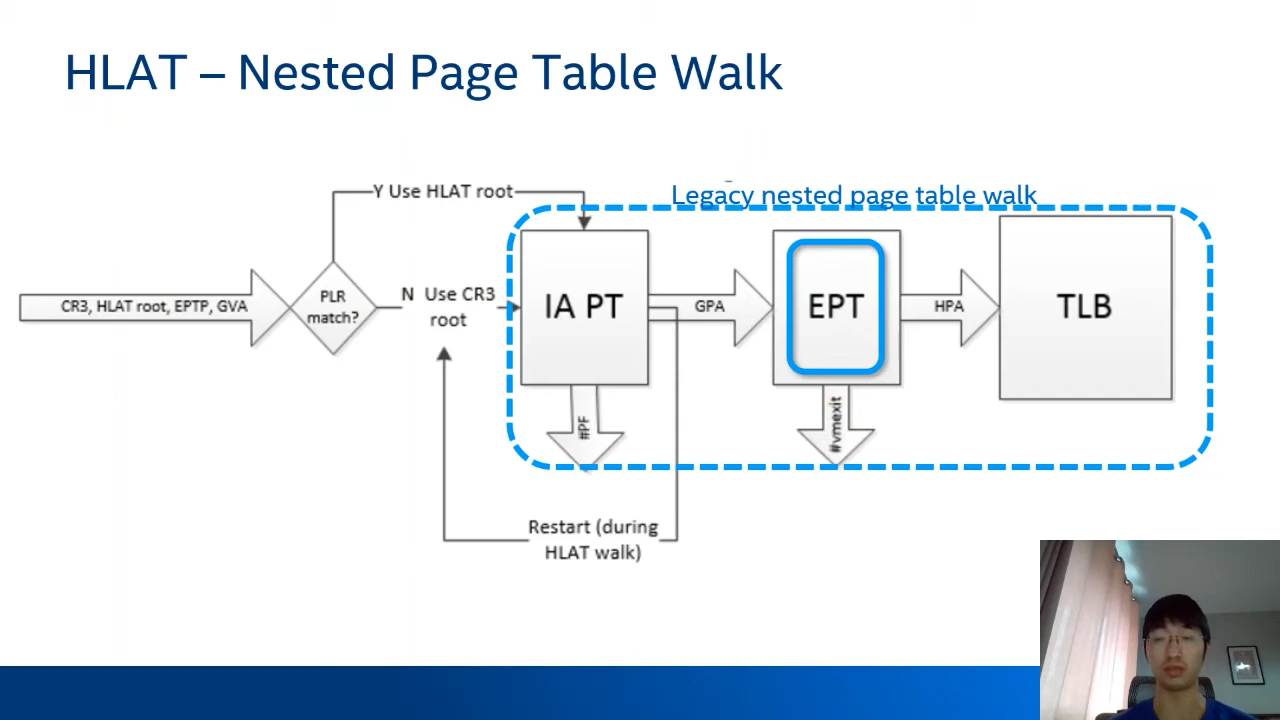 HLAT – Nested Page Table Walk
Y Use HLAT root
Legacy nested page table walk
CR3, HLAT root, EPTP, GVA
PLR
match?
N Use CR3
root
IA PT
GPA
EPT
HPA
TLB
#PF
#vmexit
Restart (during
HLAT walk)